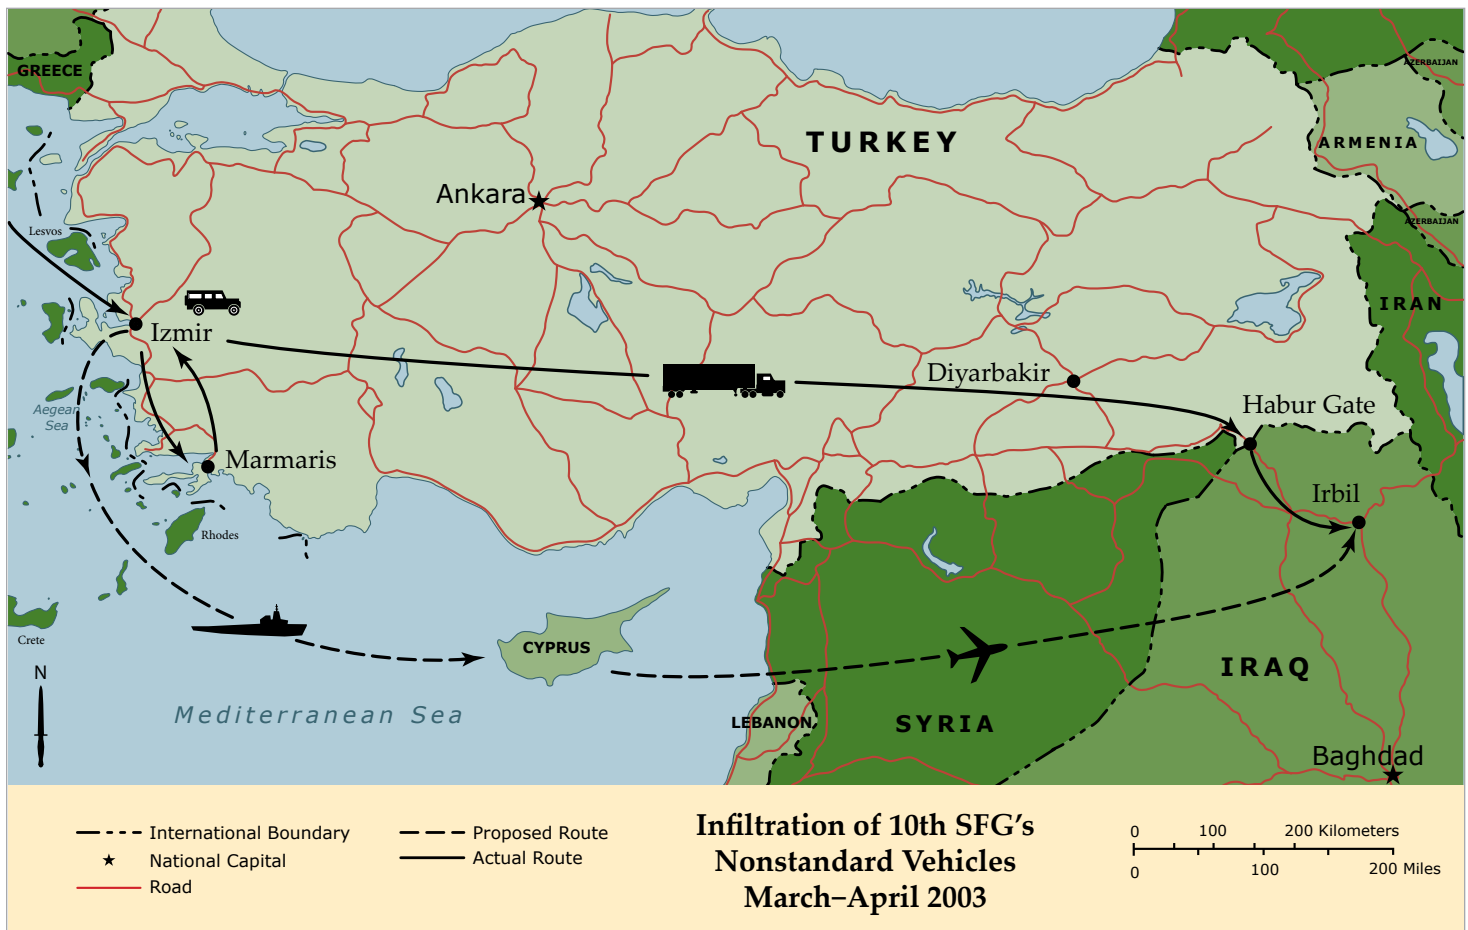 GREECE
AZERBAIJAN
TURKEY
ARMENIA
Ankara
AZERBAIJAN
Lesvos
IRAN
Izmir
Diyarbakir
Habur Gate
Aegean
Sea
Marmaris
Irbil
Rhodes
Crete
CYPRUS
N
IRAQ
Mediterranean Sea
LEBANON
SYRIA
Baghdad
International Boundary
National Capital
Road
Proposed Route
Actual Route
Infiltration of 10th SFG's
Nonstandard Vehicles
March–April 2003
0 100 200 Kilometers
0 100 200 Miles